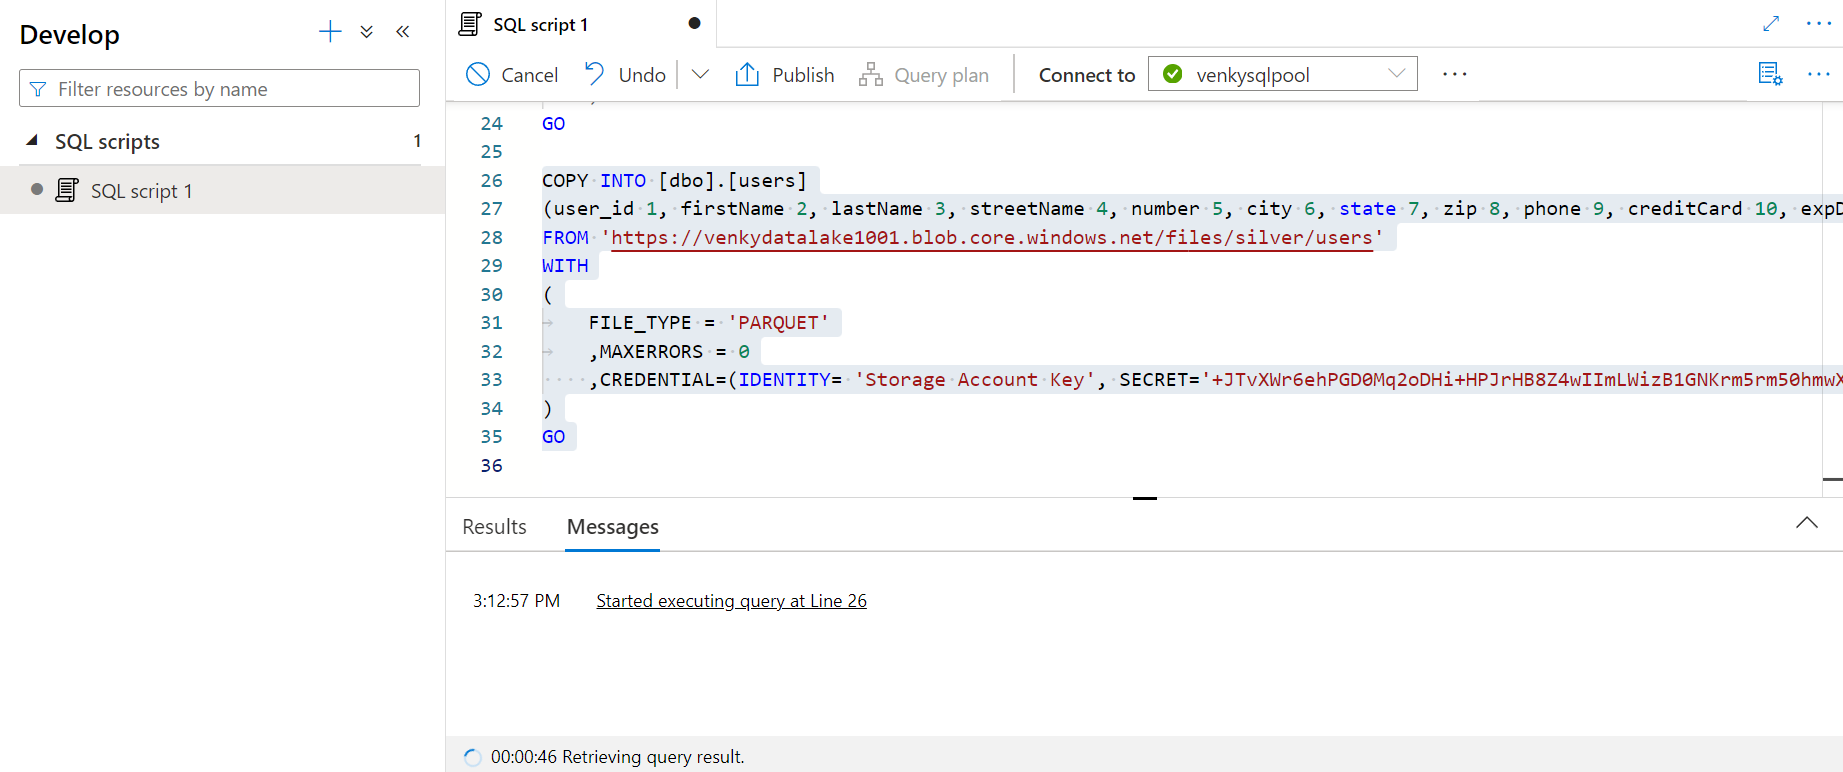 Develop
Filter resources by name
SQL scripts 1
SQL script 1
SQL script 1
Cancel Undo Publish Query plan Connect to venkysqlpool
24 GO
25
26 COPY INTO [dbo].[users]
27 (user_id 1, firstName 2, lastName 3, streetName 4, number 5, city 6, state 7, zip 8, phone 9, creditCard 10, expD
28 FROM 'https://venkydatalake1001.blob.core.windows.net/files/silver/users'
29 WITH
30 (
31 FILE_TYPE = 'PARQUET'
32 ,MAXERRORS = 0
33 ,CREDENTIAL=(IDENTITY= 'Storage Account Key', SECRET='+JTvXWr6ehPGD0Mq2oDHi+HPJrHB8Z4wIImLWizB1GNKrm5rm50hmwX
34 )
35 GO
36
Results Messages
3:12:57 PM Started executing query at Line 26
00:00:46 Retrieving query result.